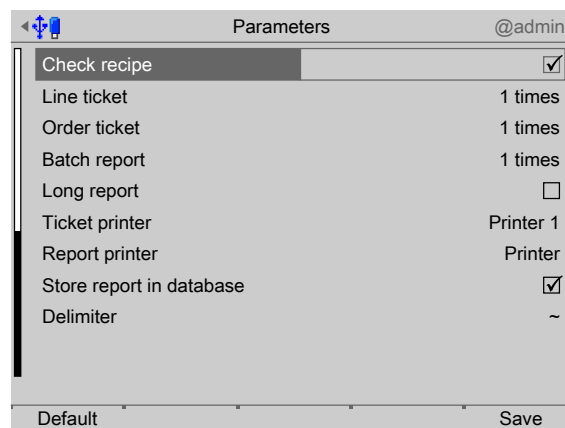 Parameters @admin
Check recipe
Line ticket 1 times
Order ticket 1 times
Batch report 1 times
Long report
Ticket printer Printer 1
Report printer Printer
Store report in database
Delimiter ~
Default Save